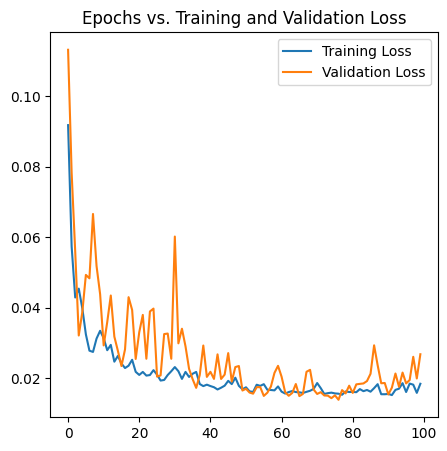 Epochs vs. Training and Validation Loss
Training Loss
Validation Loss
0.10
0.08
0.06
0.04
0.02
0 20 40 60 80 100